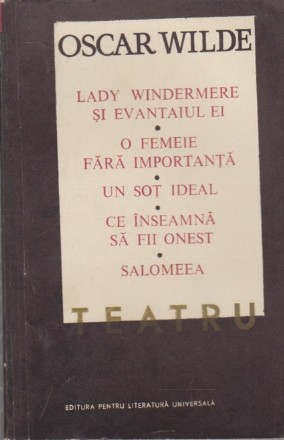 OSCAR WILDE
LADY WINDERMERE
ȘI EVANTAIUL EI
•
O FEMEIE
FĂRĂ IMPORTANȚĂ
•
UN SOȚ IDEAL
•
CE ÎNSEAMNĂ
SĂ FII ONEST
•
SALOMEEA
TEATRU
EDITURA PENTRU LITERATURĂ UNIVERSALĂ